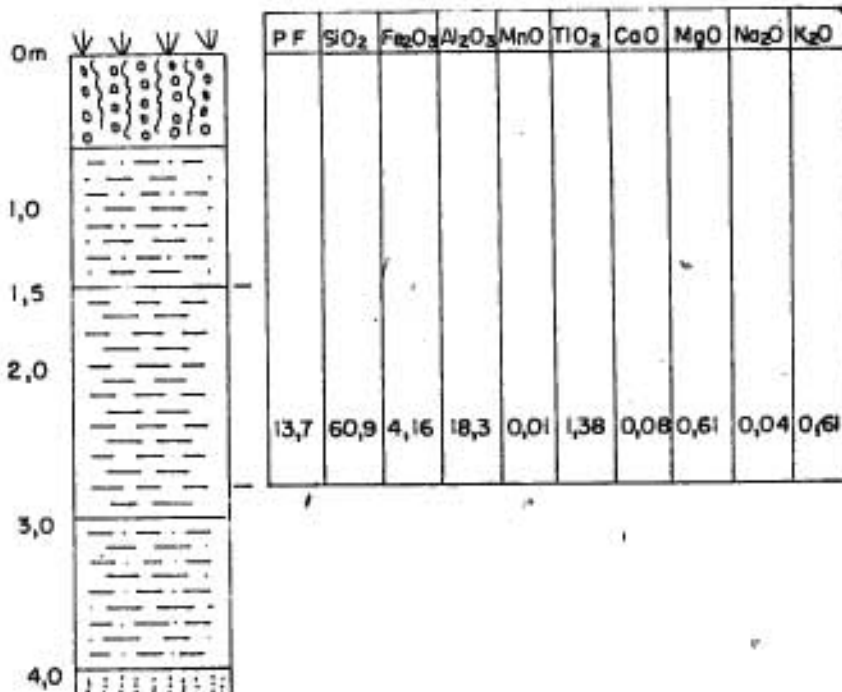 0m
PF SiO₂ Fe₂O₃ Al₂O₃ MnO TiO₂ CaO MgO Na₂O K₂O
1,0
1,5
2,0
13,7 60,9 4,16 18,3 0,01 1,38 0,08 0,61 0,04 0,61
3,0
4,0